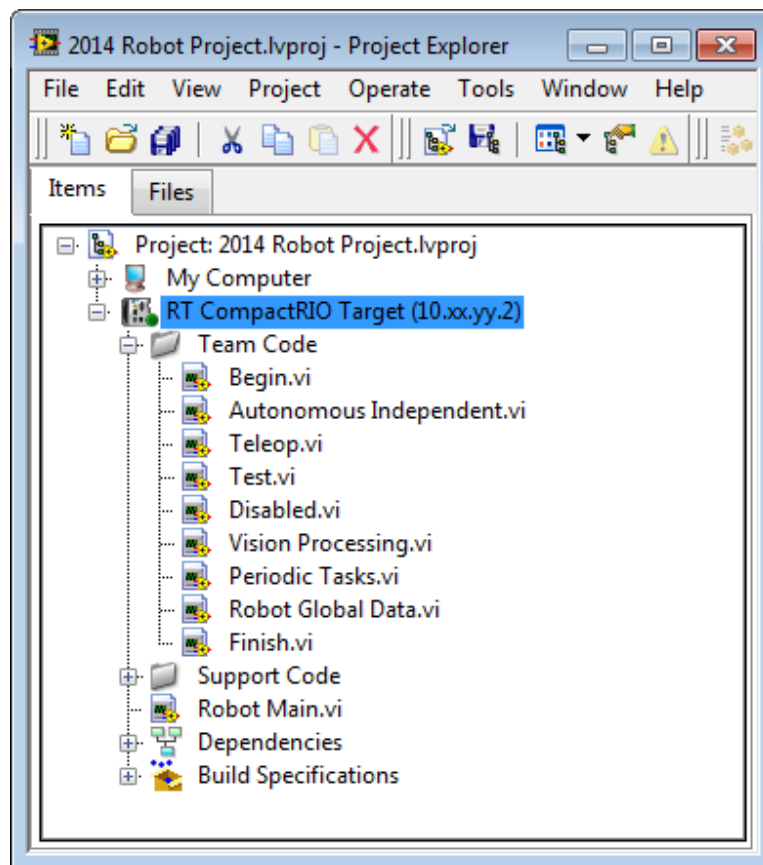 2014 Robot Project.lvproj - Project Explorer
File Edit View Project Operate Tools Window Help
Items Files
Project: 2014 Robot Project.lvproj
My Computer
RT CompactRIO Target (10.xx.yy.2)
Team Code
Begin.vi
Autonomous Independent.vi
Teleop.vi
Test.vi
Disabled.vi
Vision Processing.vi
Periodic Tasks.vi
Robot Global Data.vi
Finish.vi
Support Code
Robot Main.vi
Dependencies
Build Specifications